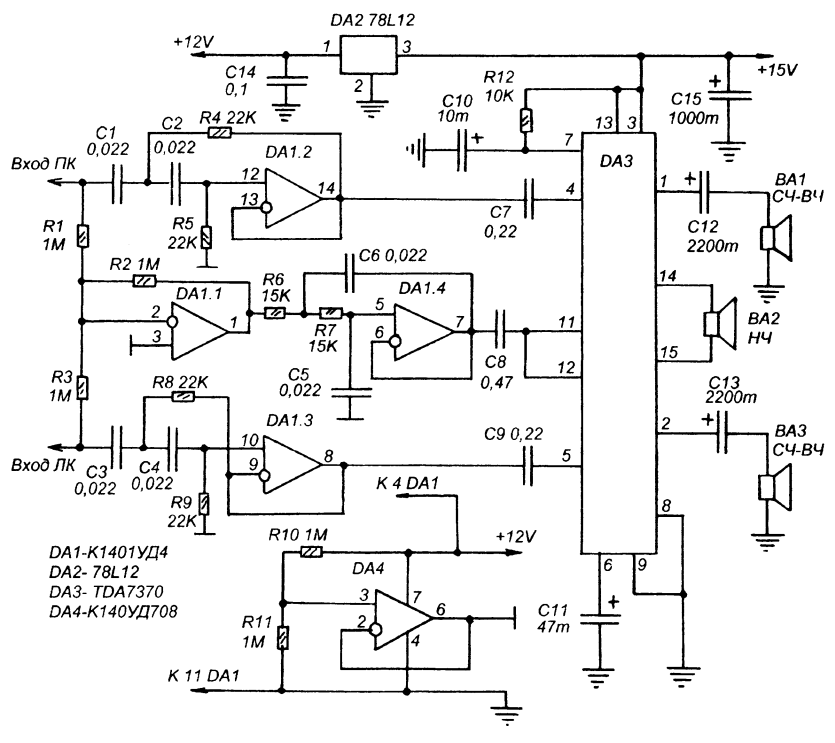 DA2 78L12
+12V
1
3
2
C14
0,1
+15V
C15
1000m
+
R12
10K
C10
10m
+
13
3
7
DA3
C1
0,022
C2
0,022
R4 22K
DA1.2
Вход ПК
12
13
14
R5
22K
4
C7
0,22
1
+
C12
2200m
BA1
СЧ-ВЧ
R1
1M
R2 1M
DA1.1
2
3
1
R6
15K
C6 0,022
R7
15K
DA1.4
5
6
7
C5
0,022
C8
0,47
11
12
14
15
BA2
НЧ
R3
1M
R8 22K
DA1.3
Вход ЛК
C3
0,022
C4
0,022
10
9
8
R9
22K
C9 0,22
5
2
C13
2200m
+
BA3
СЧ-ВЧ
8
6
9
C11
47m
+
К 4 DA1
+12V
R10 1M
DA4
3
2
7
6
4
R11
1M
К 11 DA1
DA1-К1401УД4
DA2- 78L12
DA3- TDA7370
DA4-К140УД708